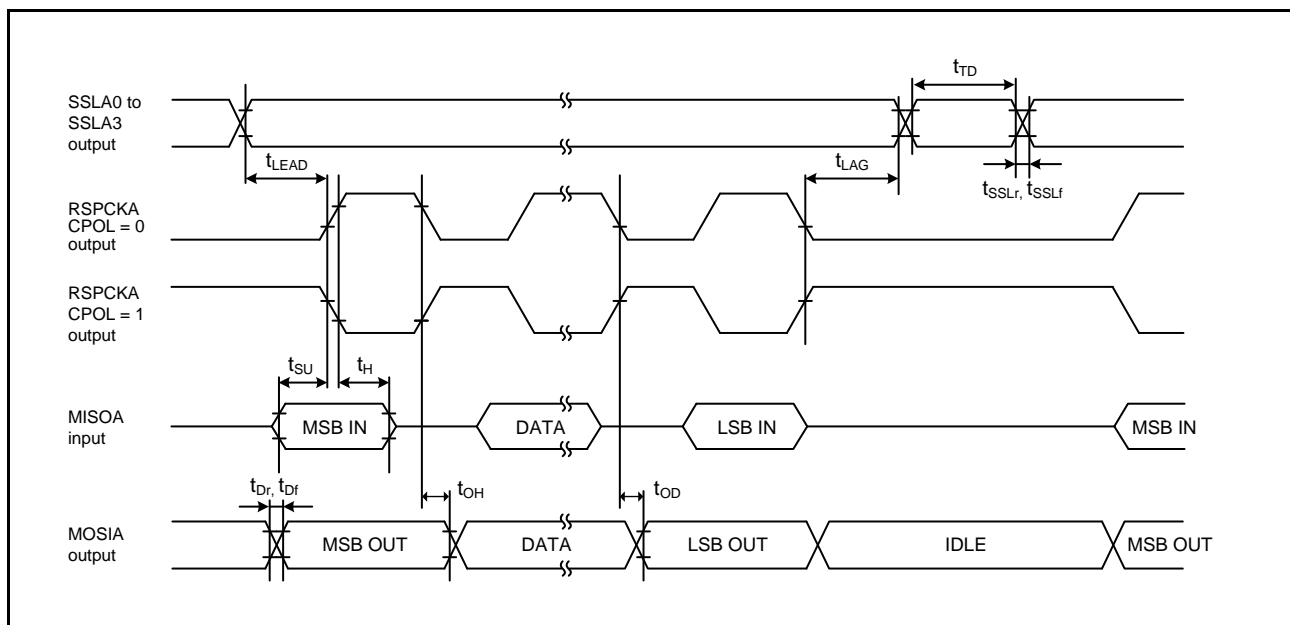 tTD
SSLA0 to
SSLA3
output
tLEAD
tLAG
tSSLr, tSSLf
RSPCKA
CPOL = 0
output
RSPCKA
CPOL = 1
output
tSU
tH
MISOA
input
MSB IN
DATA
LSB IN
MSB IN
tDr, tDf
tOH
tOD
MOSIA
output
MSB OUT
DATA
LSB OUT
IDLE
MSB OUT